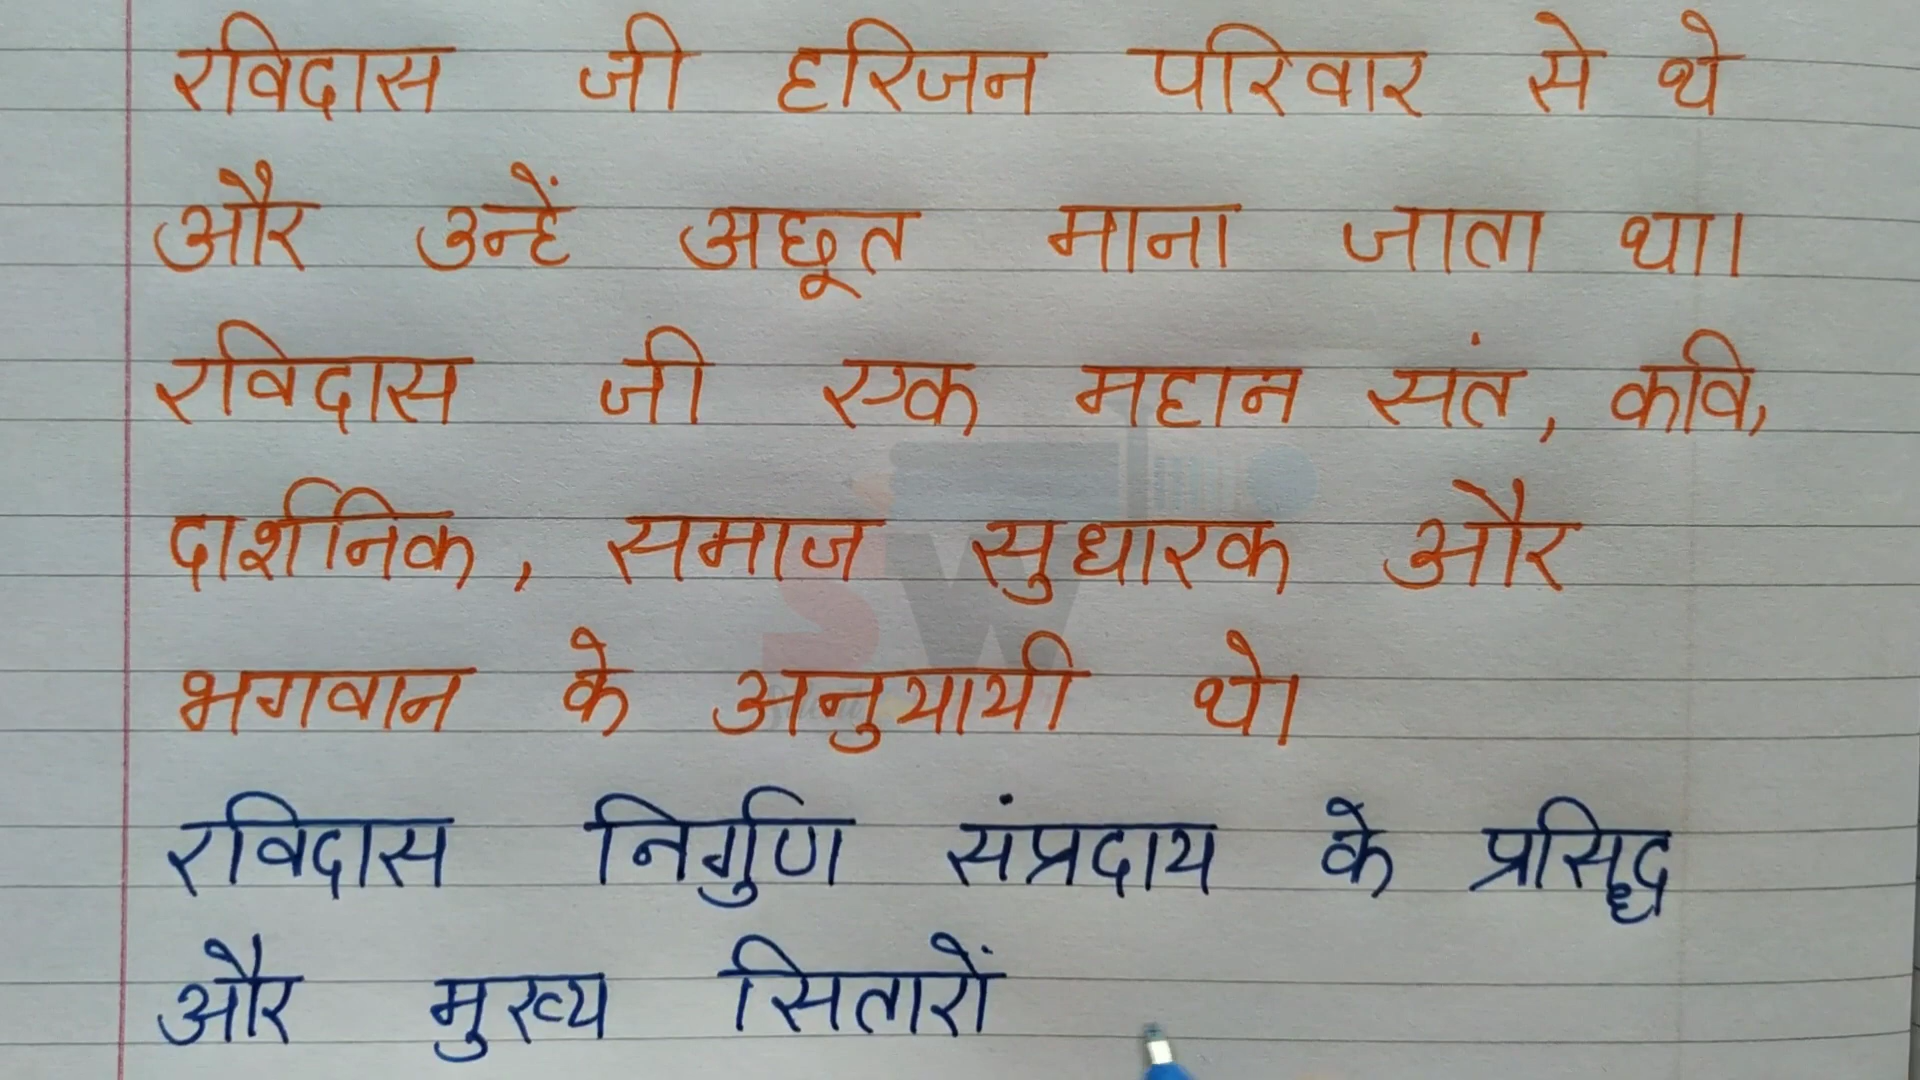 रविदास जी हरिजन परिवार से थे
और उन्हें अछूत माना जाता था।
रविदास जी एक महान संत, कवि,
दार्शनिक, समाज सुधारक और
भगवान के अनुयायी थे।
रविदास निर्गुण संप्रदाय के प्रसिद्ध
और मुख्य सितारों